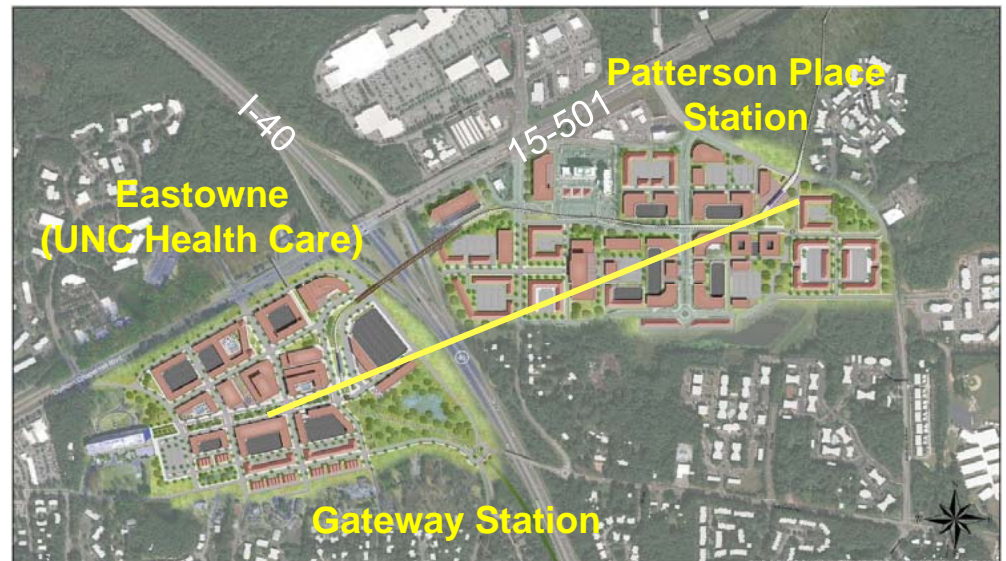 Patterson Place
Station
I-40
15-501
Eastowne
(UNC Health Care)
Gateway Station